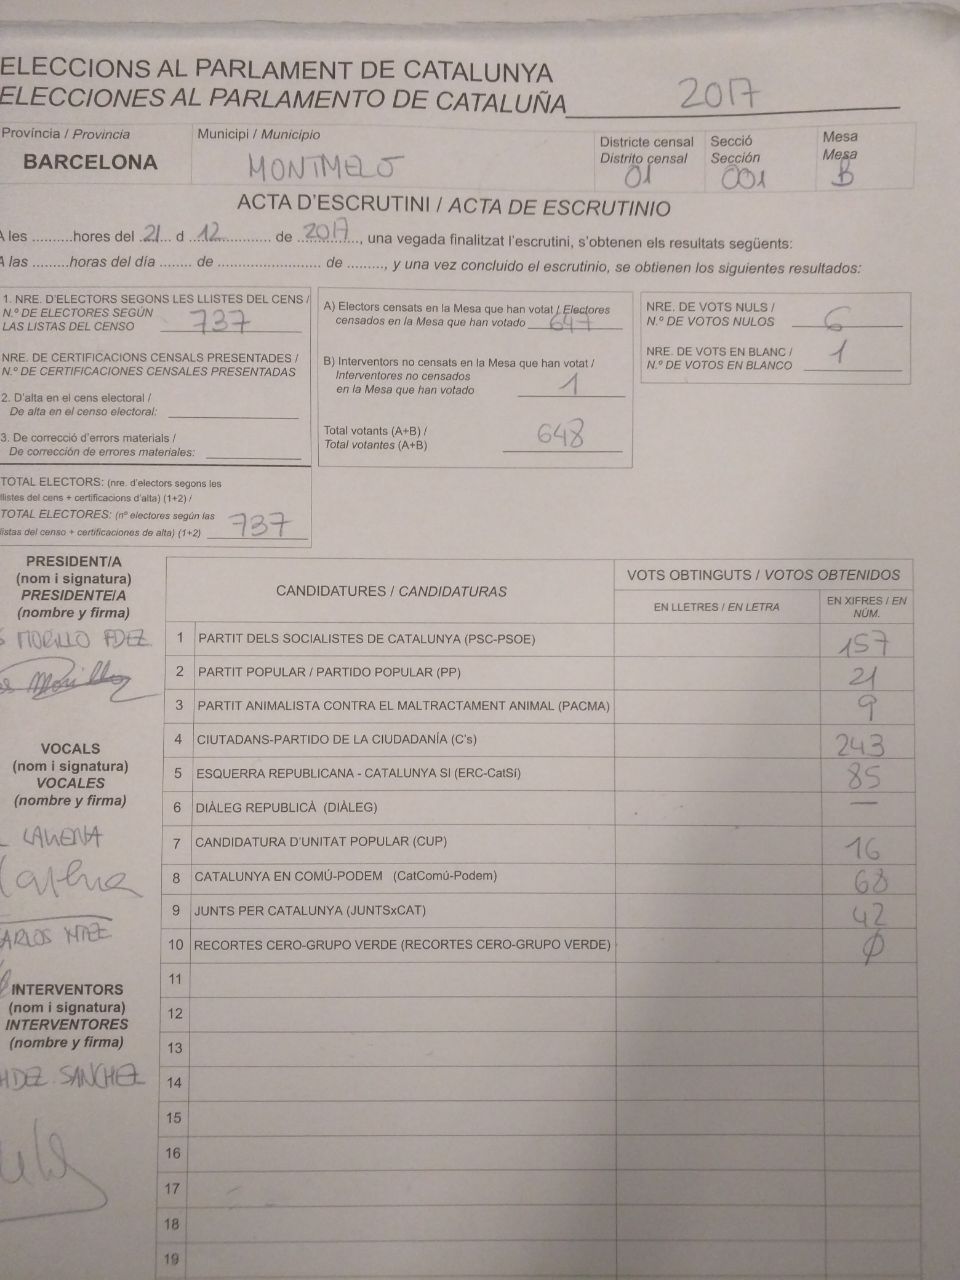 ELECCIONS AL PARLAMENT DE CATALUNYA
ELECCIONES AL PARLAMENTO DE CATALUÑA 2017
Província / Provincia
BARCELONA
Municipi / Municipio
MONTMELO
Districte censal
Distrito censal
01
Secció
Sección
001
Mesa
Mesa
B
ACTA D'ESCRUTINI / ACTA DE ESCRUTINIO
A les .........hores del 21 d 12 de 2017, una vegada finalitzat l'escrutini, s'obtenen els resultats següents:
A las .........horas del día ........ de ......................... de ........., y una vez concluido el escrutinio, se obtienen los siguientes resultados:
1. NRE. D'ELECTORS SEGONS LES LLISTES DEL CENS /
N.º DE ELECTORES SEGÚN
LAS LISTAS DEL CENSO 737
NRE. DE CERTIFICACIONS CENSALS PRESENTADES /
N.º DE CERTIFICACIONES CENSALES PRESENTADAS
2. D'alta en el cens electoral /
De alta en el censo electoral:
3. De correcció d'errors materials /
De corrección de errores materiales:
TOTAL ELECTORS: (nre. d'electors segons les
llistes del cens + certificacions d'alta) (1+2) /
TOTAL ELECTORES: (nº electores según las
listas del censo + certificaciones de alta) (1+2) 737
A) Electors censats en la Mesa que han votat / Electores
censados en la Mesa que han votado 647
B) Interventors no censats en la Mesa que han votat /
Interventores no censados
en la Mesa que han votado 1
Total votants (A+B) /
Total votantes (A+B) 648
NRE. DE VOTS NULS /
N.º DE VOTOS NULOS 6
NRE. DE VOTS EN BLANC /
N.º DE VOTOS EN BLANCO 1
PRESIDENT/A
(nom i signatura)
PRESIDENTE/A
(nombre y firma)
MORILLO FDEZ.
VOCALS
(nom i signatura)
VOCALES
(nombre y firma)
ARLOS
INTERVENTORS
(nom i signatura)
INTERVENTORES
(nombre y firma)
HDEZ. SANCHEZ
CANDIDATURES / CANDIDATURAS
VOTS OBTINGUTS / VOTOS OBTENIDOS
EN LLETRES / EN LETRA
EN XIFRES / EN NÚM.
1 PARTIT DELS SOCIALISTES DE CATALUNYA (PSC-PSOE) 157
2 PARTIT POPULAR / PARTIDO POPULAR (PP) 21
3 PARTIT ANIMALISTA CONTRA EL MALTRACTAMENT ANIMAL (PACMA) 9
4 CIUTADANS-PARTIDO DE LA CIUDADANÍA (C's) 243
5 ESQUERRA REPUBLICANA - CATALUNYA SI (ERC-CatSí) 85
6 DIÀLEG REPUBLICÀ (DIÀLEG) —
7 CANDIDATURA D'UNITAT POPULAR (CUP) 16
8 CATALUNYA EN COMÚ-PODEM (CatComú-Podem) 68
9 JUNTS PER CATALUNYA (JUNTSxCAT) 42
10 RECORTES CERO-GRUPO VERDE (RECORTES CERO-GRUPO VERDE) Ø
11
12
13
14
15
16
17
18
19